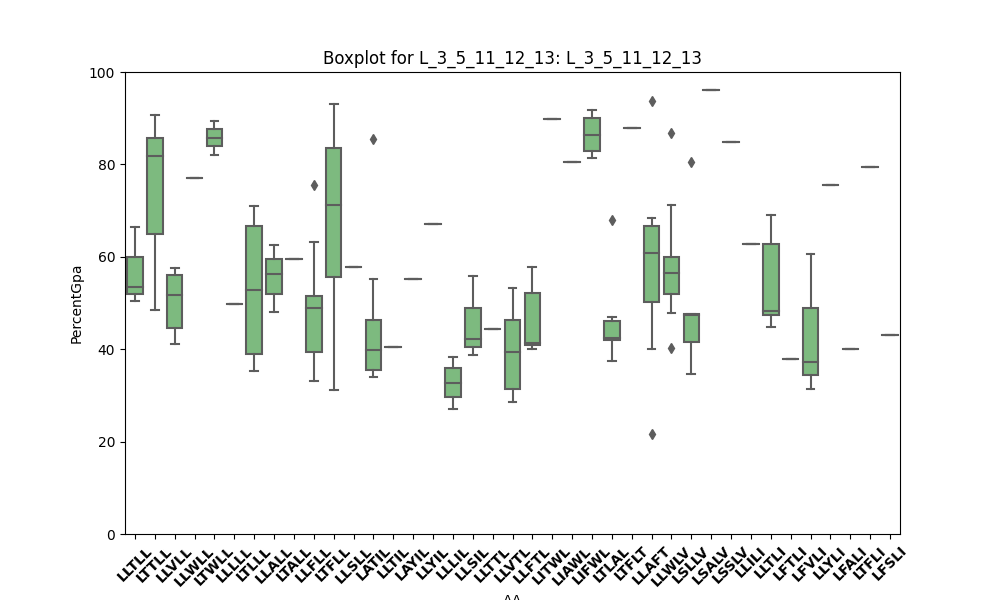 Boxplot for L_3_5_11_12_13: L_3_5_11_12_13
100
80
60
40
20
0
PercentGpa
LLTLL LTTLL LLVLL LLWLL LTWLL LLLLL LTLLL LLALL LTALL LLFLL LTFLL LLSLL LATIL LLTIL LAYIL LLYIL LLLIL LLSIL LLTTL LLVTL LLFTL LITWL LIAWL LIFWL LTLAL LTFLT LLAFT LLWLV LSLLV LSALV LSSLV LLILI LLTLI LFTLI LFVLI LLYLI LFALI LTFLI LFSLI
AA